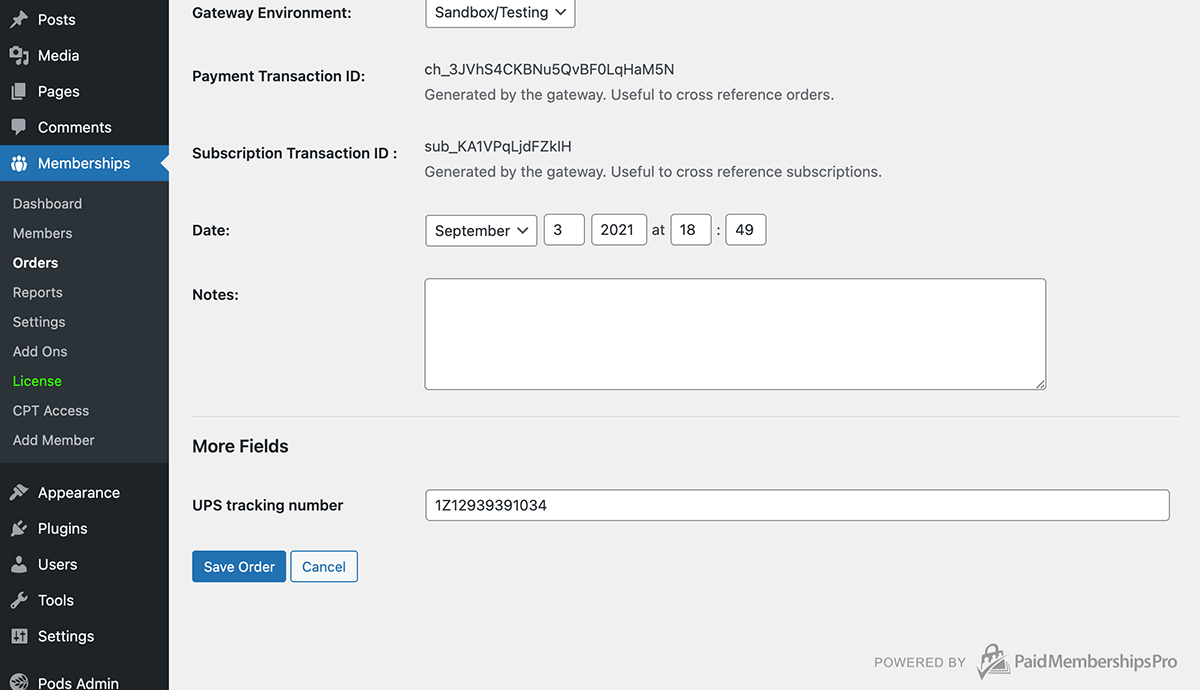 Posts
Media
Pages
Comments
Memberships
Dashboard
Members
Orders
Reports
Settings
Add Ons
License
CPT Access
Add Member
Appearance
Plugins
Users
Tools
Settings
Pods Admin
Gateway Environment: Sandbox/Testing
Payment Transaction ID: ch_3JVhS4CKBNu5QvBF0LqHaM5N
Generated by the gateway. Useful to cross reference orders.
Subscription Transaction ID : sub_KA1VPqLjdFZkIH
Generated by the gateway. Useful to cross reference subscriptions.
Date: September 3 2021 at 18 : 49
Notes:
More Fields
UPS tracking number 1Z12939391034
Save Order Cancel
POWERED BY PaidMembershipsPro